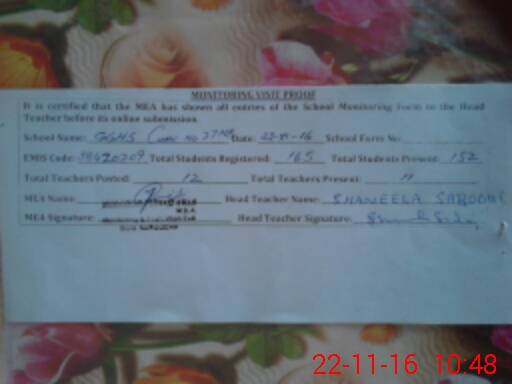 MONITORING VISIT PROOF
It is certified that the MEA has shown all entries of the School Monitoring Form to the Head
Teacher before its online submission.
School Name: GGHS Date: 22-11-16 School Form No:
EMIS Code: Total Students Registered: 165 Total Students Present: 152
Total Teachers Posted: 12 Total Teachers Present: 11
MEA Name: Head Teacher Name: SHANEELA
MEA Signature: Head Teacher Signature:
22-11-16 10:48